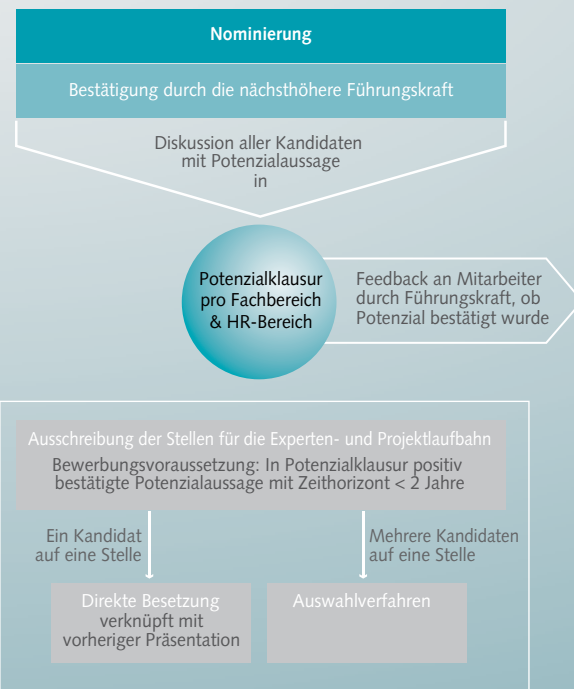 Nominierung
Bestätigung durch die nächsthöhere Führungskraft
Diskussion aller Kandidaten
mit Potenzialaussage
in
Potenzialklausur
pro Fachbereich
& HR-Bereich
Feedback an Mitarbeiter
durch Führungskraft, ob
Potenzial bestätigt wurde
Ausschreibung der Stellen für die Experten- und Projektlaufbahn
Bewerbungsvoraussetzung: In Potenzialklausur positiv
bestätigte Potenzialaussage mit Zeithorizont < 2 Jahre
Ein Kandidat
auf eine Stelle
Mehrere Kandidaten
auf eine Stelle
Direkte Besetzung
verknüpft mit
vorheriger Präsentation
Auswahlverfahren